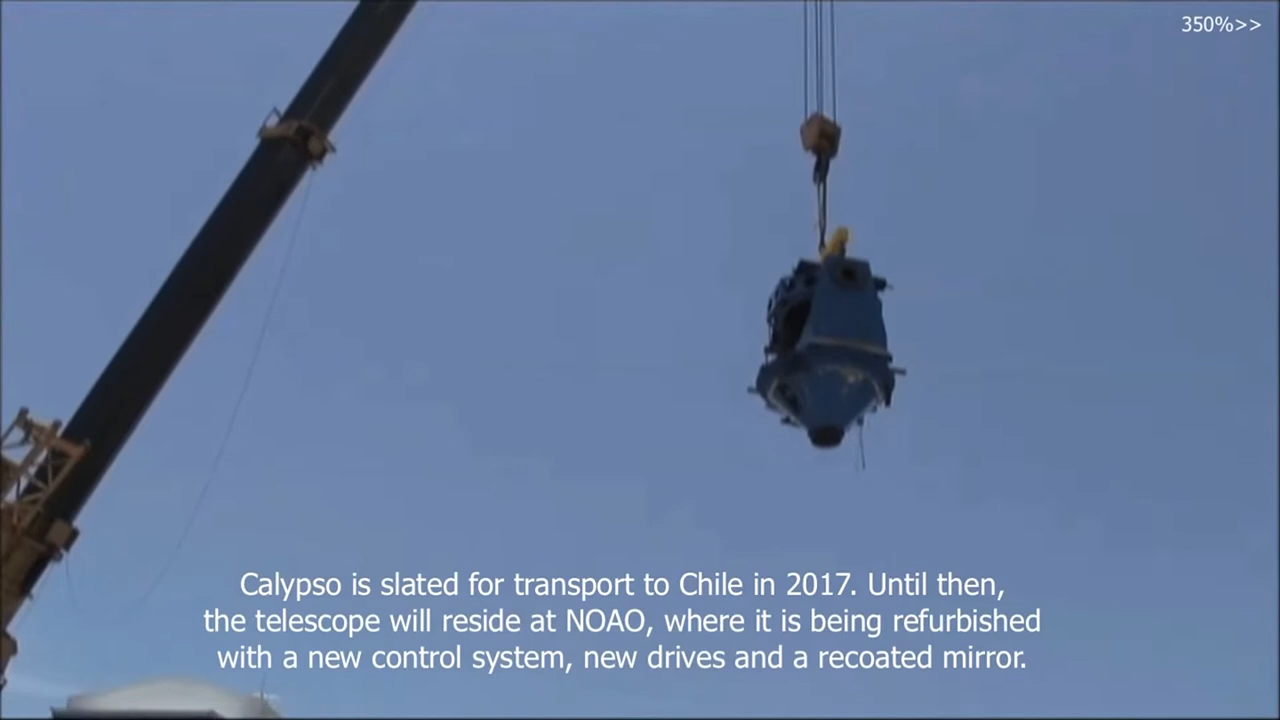 350%>>
Calypso is slated for transport to Chile in 2017. Until then,
the telescope will reside at NOAO, where it is being refurbished
with a new control system, new drives and a recoated mirror.